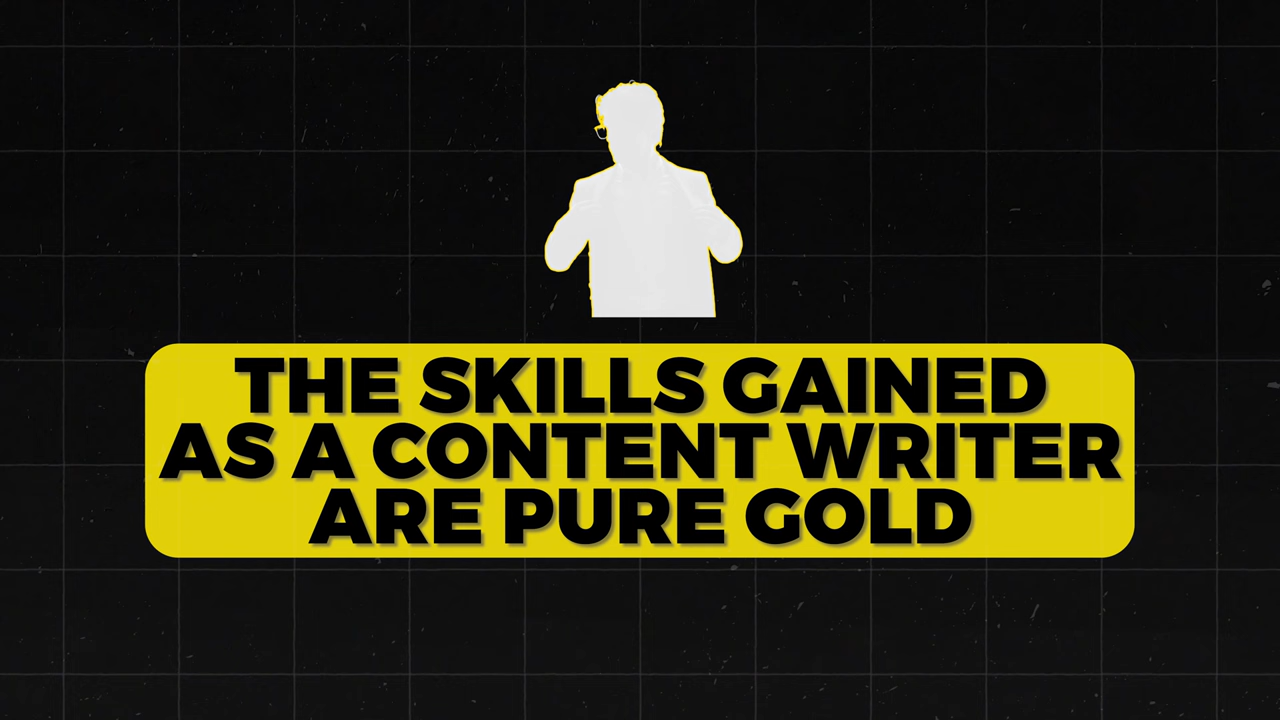 THE SKILLS GAINED
AS A CONTENT WRITER
ARE PURE GOLD